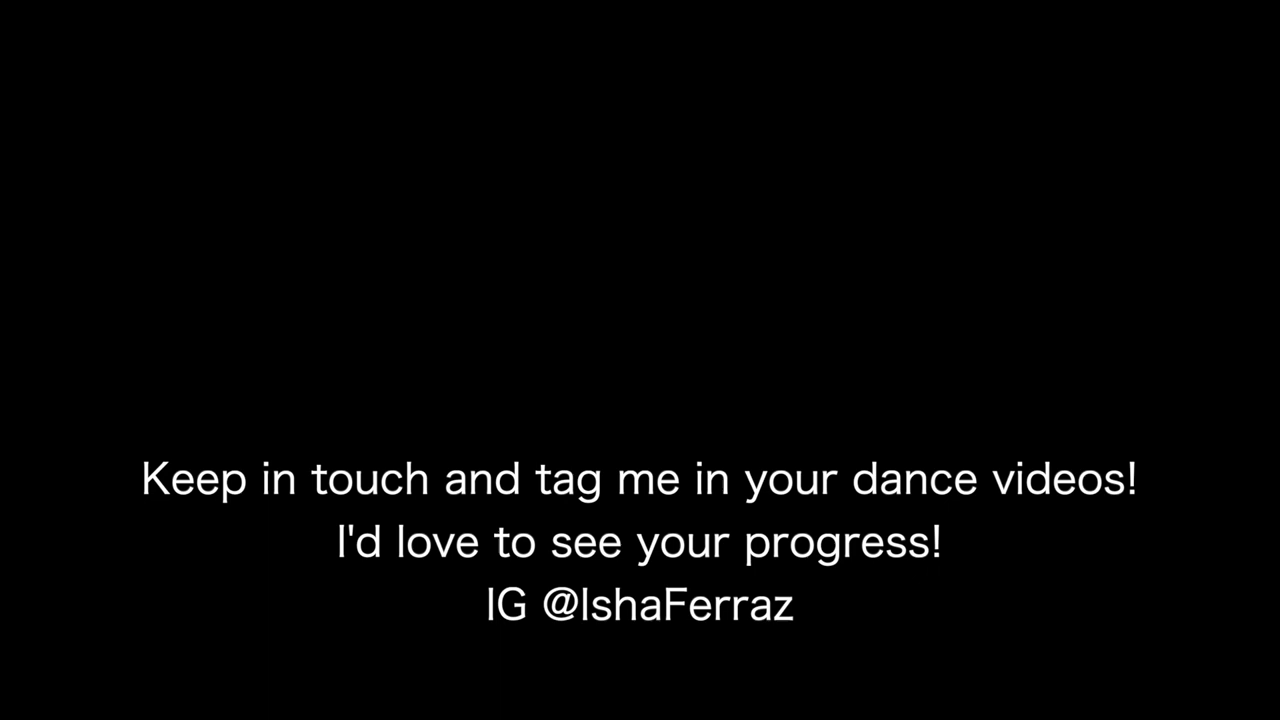 Keep in touch and tag me in your dance videos!
I'd love to see your progress!
IG @IshaFerraz